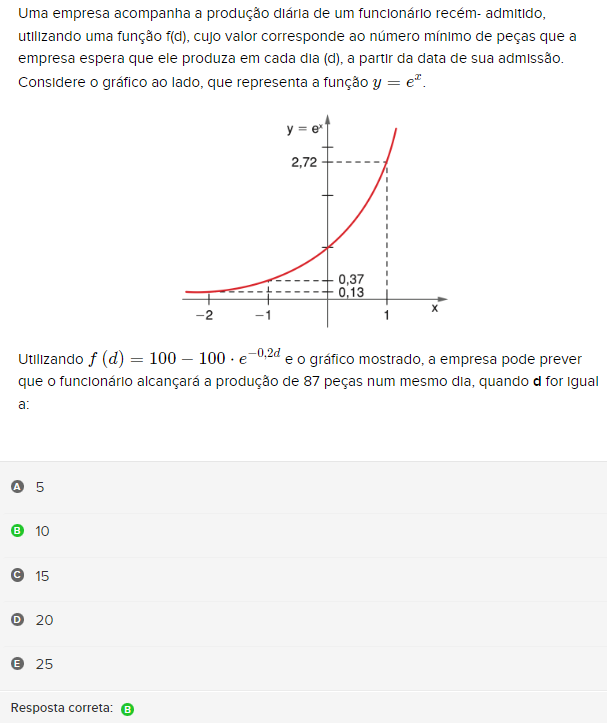 Uma empresa acompanha a produção diária de um funcionário recém- admitido,
utilizando uma função f(d), cujo valor corresponde ao número mínimo de peças que a
empresa espera que ele produza em cada dia (d), a partir da data de sua admissão.
Considere o gráfico ao lado, que representa a função y = eˣ.
y = eˣ
2,72
0,37
0,13
−2
−1
1
x
Utilizando f (d) = 100 − 100 · e^−0,2d e o gráfico mostrado, a empresa pode prever
que o funcionário alcançará a produção de 87 peças num mesmo dia, quando d for igual
a:
A 5
B 10
C 15
D 20
E 25
Resposta correta: B